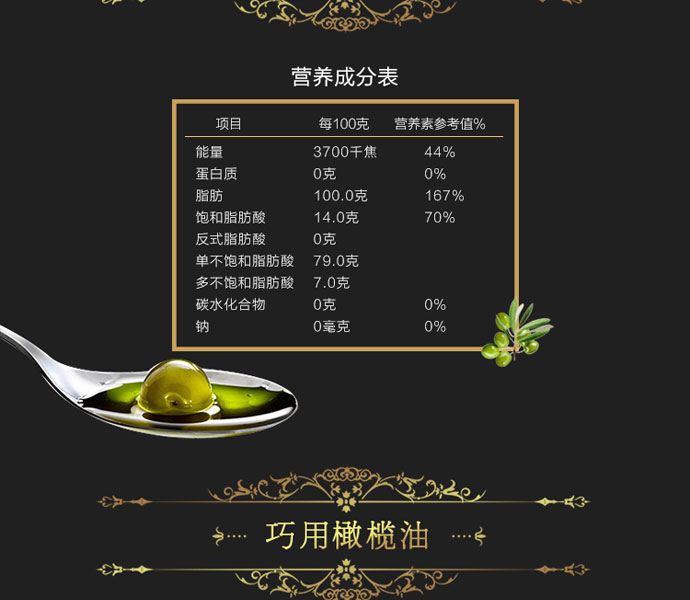 营养成分表
项目 每100克 营养素参考值%
能量 3700千焦 44%
蛋白质 0克 0%
脂肪 100.0克 167%
饱和脂肪酸 14.0克 70%
反式脂肪酸 0克
单不饱和脂肪酸 79.0克
多不饱和脂肪酸 7.0克
碳水化合物 0克 0%
钠 0毫克 0%
巧用橄榄油